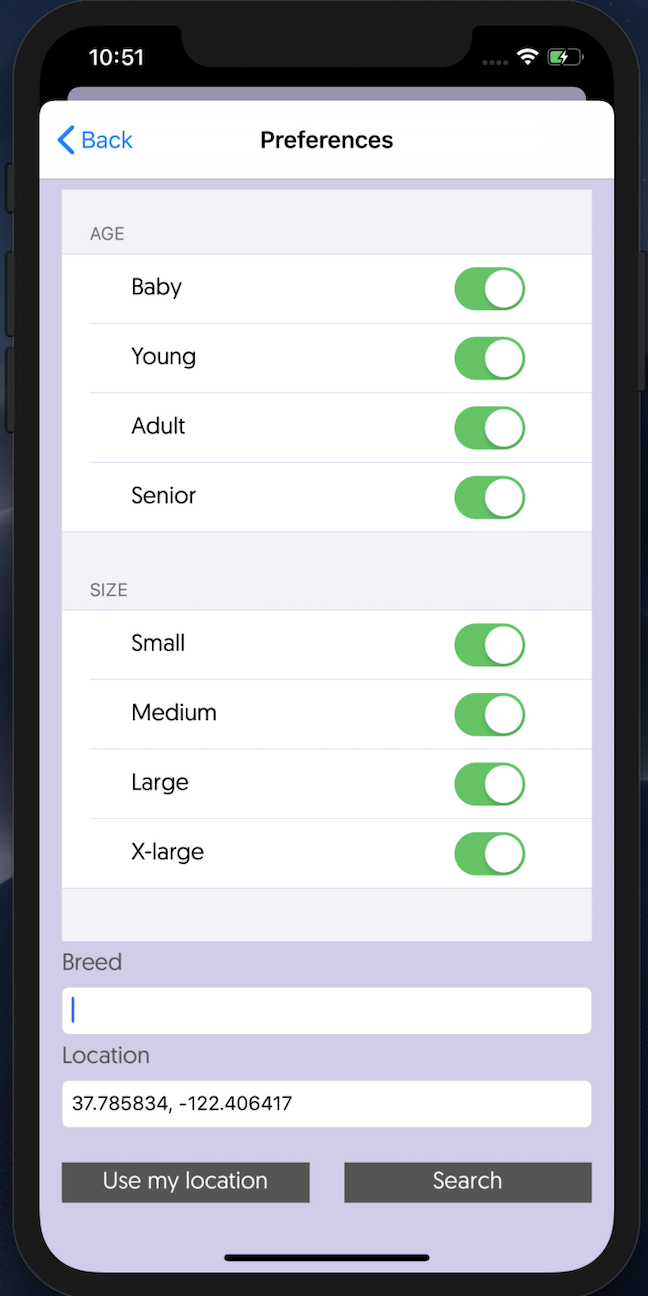 10:51
Back
Preferences
AGE
Baby
Young
Adult
Senior
SIZE
Small
Medium
Large
X-large
Breed
Location
37.785834, -122.406417
Use my location
Search